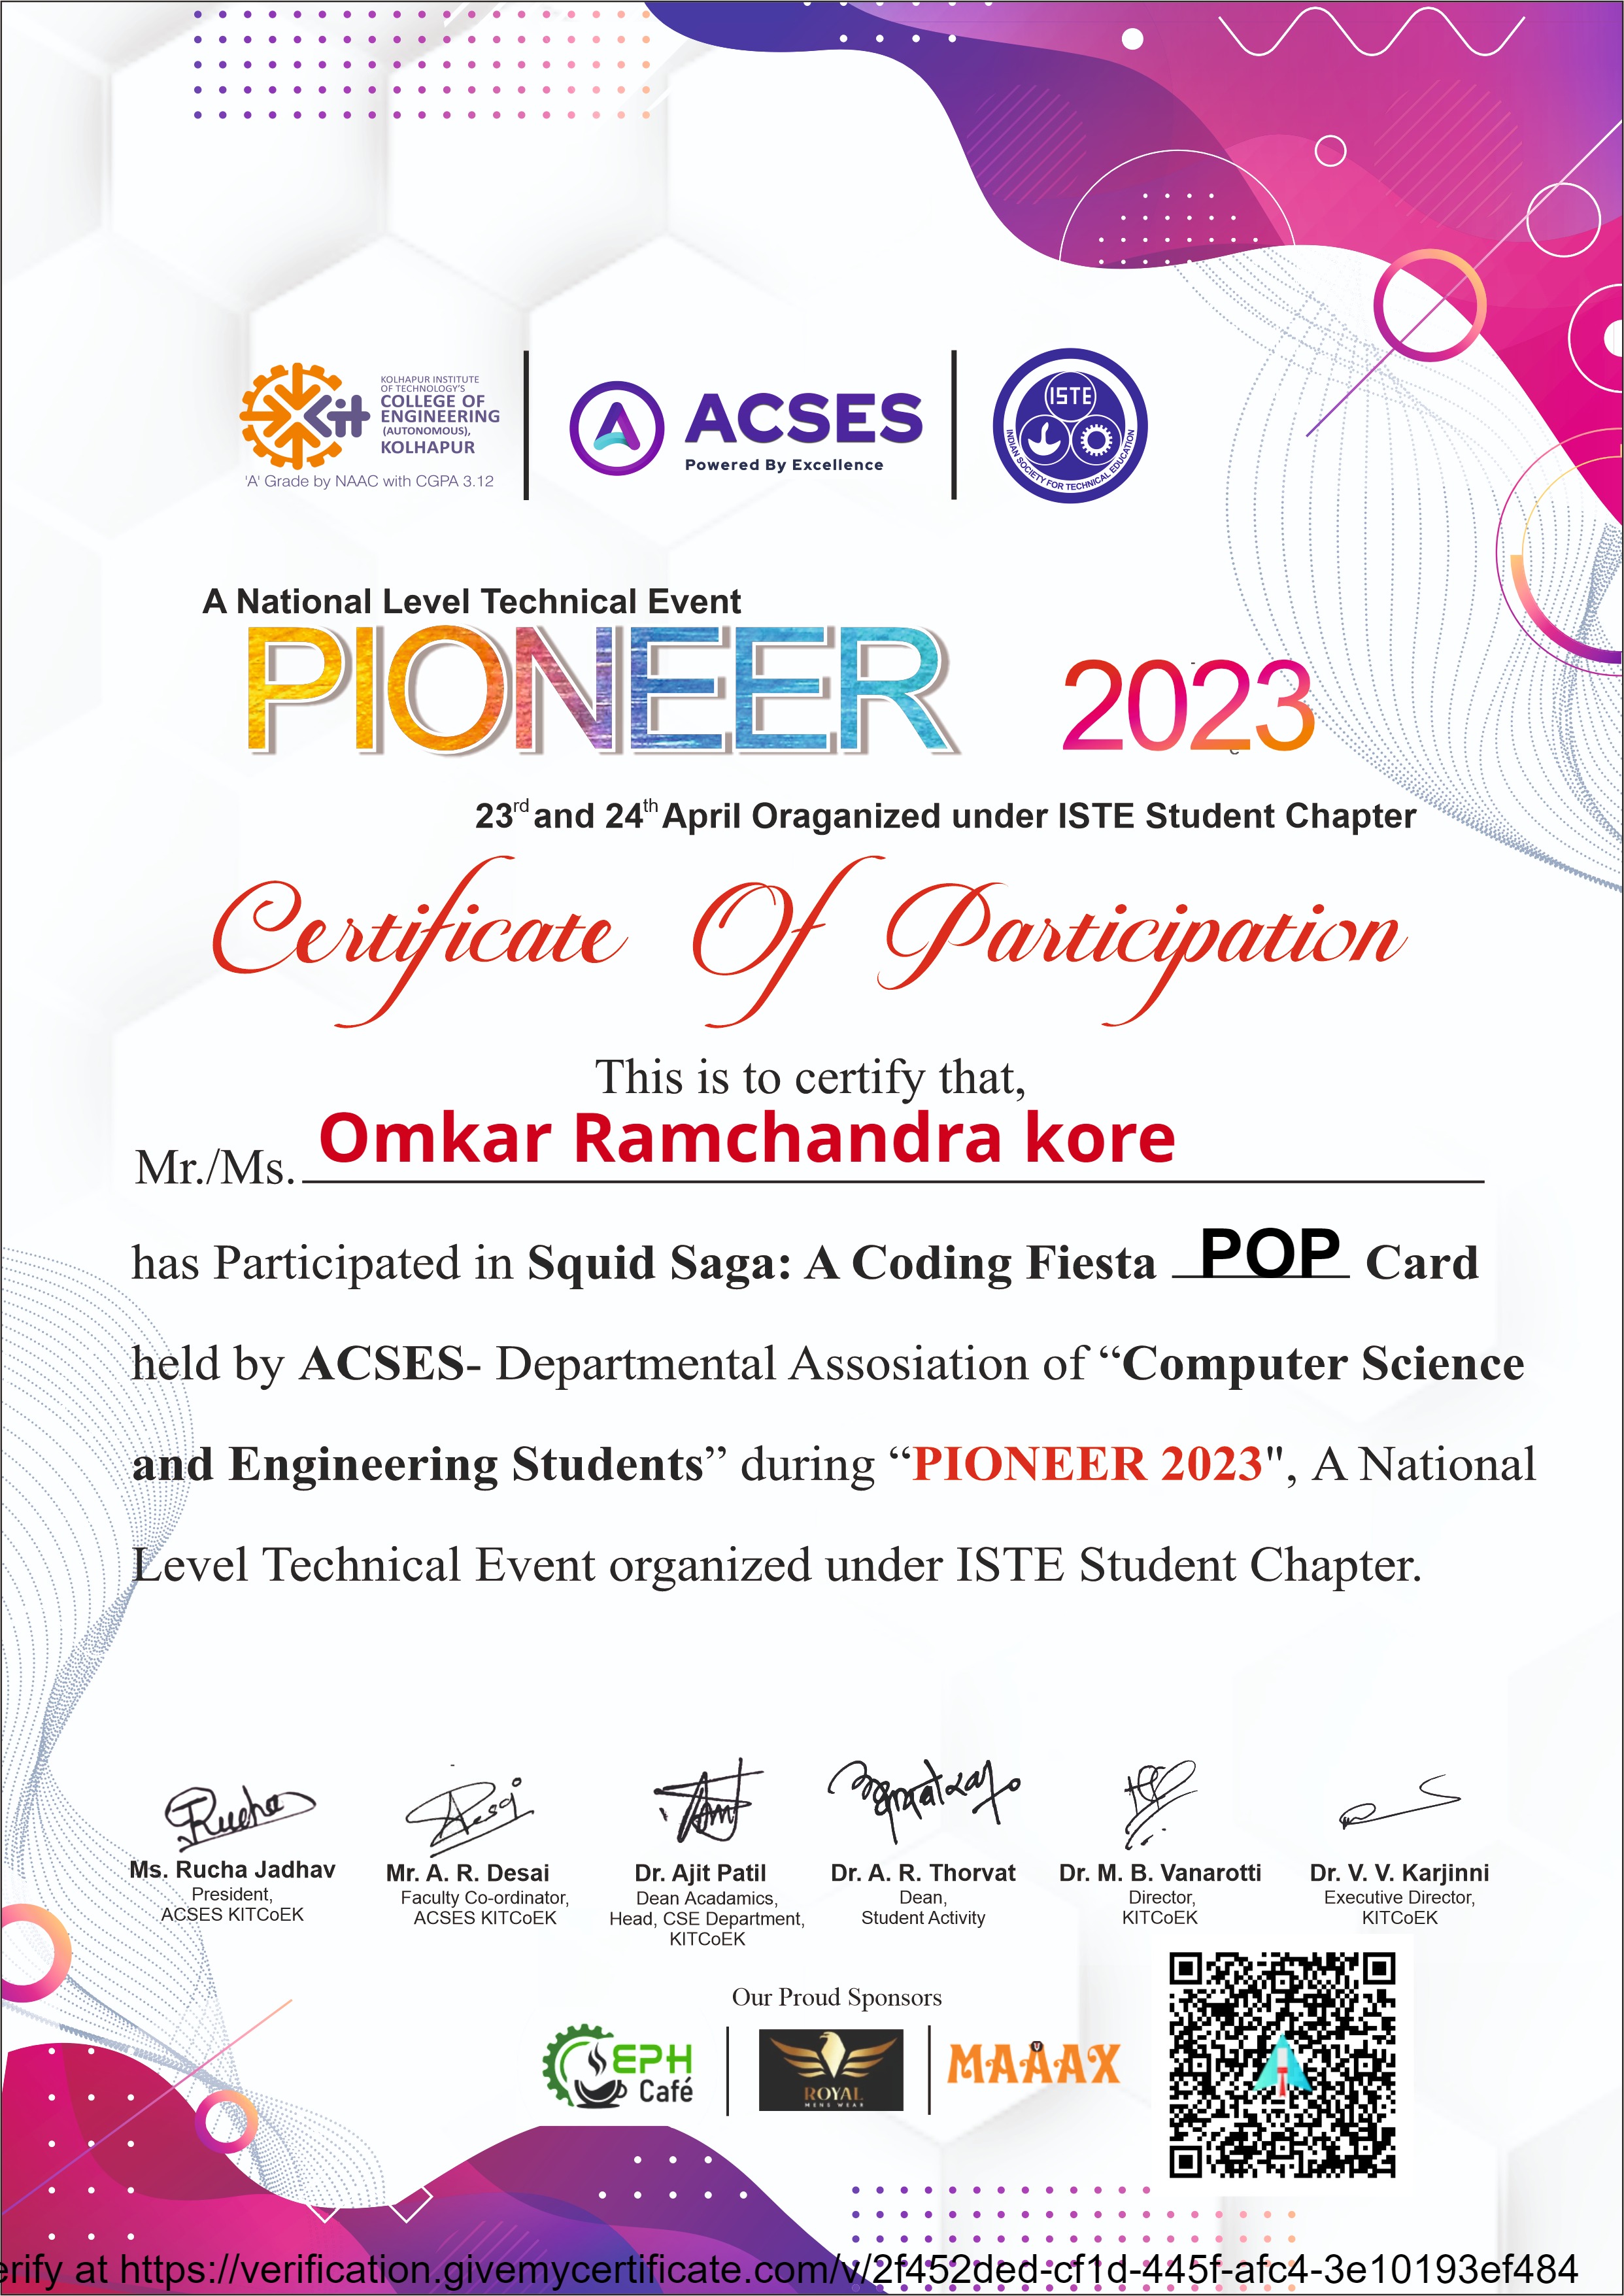 KOLHAPUR INSTITUTE
OF TECHNOLOGY'S
COLLEGE OF
ENGINEERING
(AUTONOMOUS),
KOLHAPUR
kit
'A' Grade by NAAC with CGPA 3.12
ACSES
Powered By Excellence
ISTE
INDIAN SOCIETY FOR TECHNICAL EDUCATION
A National Level Technical Event
PIONEER 2023
23rd and 24th April Oraganized under ISTE Student Chapter
Certificate Of Participation
This is to certify that,
Mr./Ms. Omkar Ramchandra kore
has Participated in Squid Saga: A Coding Fiesta POP Card
held by ACSES- Departmental Assosiation of “Computer Science
and Engineering Students” during “PIONEER 2023", A National
Level Technical Event organized under ISTE Student Chapter.
Ms. Rucha Jadhav
President,
ACSES KITCoEK
Mr. A. R. Desai
Faculty Co-ordinator,
ACSES KITCoEK
Dr. Ajit Patil
Dean Acadamics,
Head, CSE Department,
KITCoEK
Dr. A. R. Thorvat
Dean,
Student Activity
Dr. M. B. Vanarotti
Director,
KITCoEK
Dr. V. V. Karjinni
Executive Director,
KITCoEK
Our Proud Sponsors
EPH
Café
ROYAL
MENS WEAR
MAAAX
erify at https://verification.givemycertificate.com/v/2f452ded-cf1d-445f-afc4-3e10193ef484